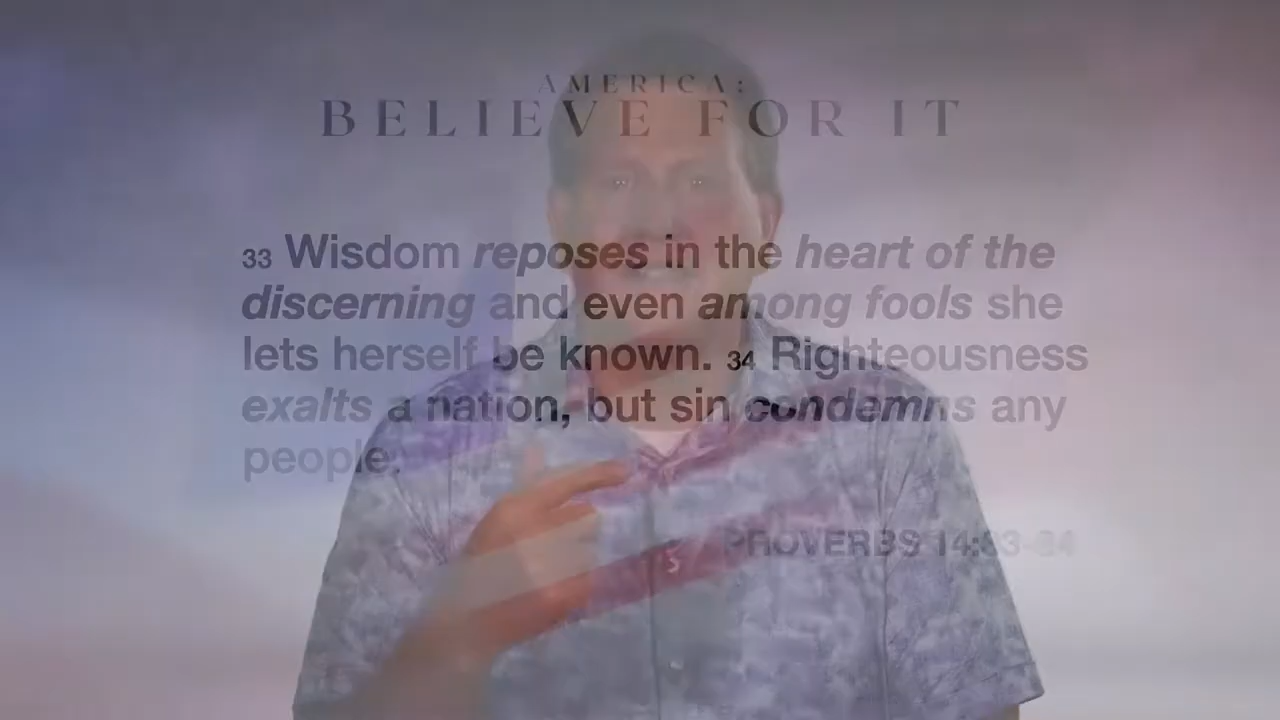 AMERICA:
BELIEVE FOR IT
33 Wisdom reposes in the heart of the
discerning and even among fools she
lets herself be known. 34 Righteousness
exalts a nation, but sin condemns any
people.
PROVERBS 14:33-34